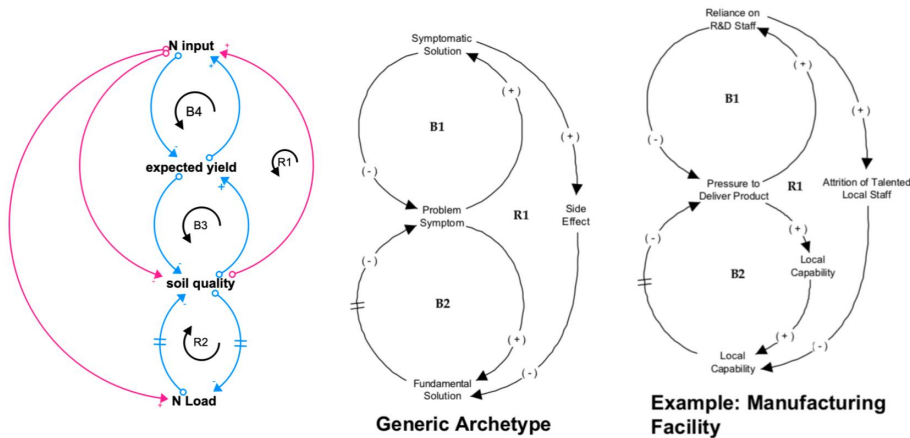 N input
+
+
B4
R1
-
expected yield
+
B3
-
-
soil quality
-
R2
-
N Load
+
Symptomatic
Solution
(+)
(+)
B1
(-)
Problem
Symptom
R1
Side
Effect
(-)
B2
(+)
(-)
Fundamental
Solution
Generic Archetype
Reliance on
R&D Staff
(+)
(+)
B1
(-)
Pressure to
Deliver Product
R1
Attrition of Talented
Local Staff
(+)
(-)
Local
Capability
B2
(+)
(-)
Local
Capability
Example: Manufacturing
Facility